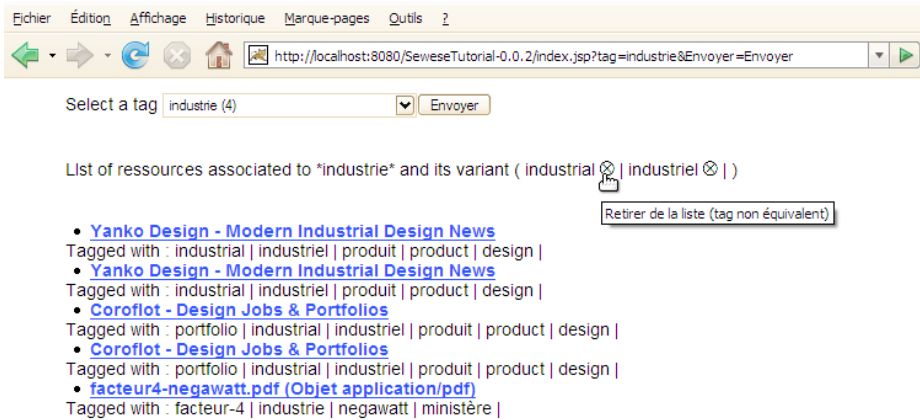 Fichier Édition Affichage Historique Marque-pages Outils ?
http://localhost:8080/SeweseTutorial-0.0.2/index.jsp?tag=industrie&Envoyer=Envoyer
Select a tag industrie (4) Envoyer
LIst of ressources associated to *industrie* and its variant ( industrial ⊗ | industriel ⊗ | )
Retirer de la liste (tag non équivalent)
• Yanko Design - Modern Industrial Design News
Tagged with : industrial | industriel | produit | product | design |
• Yanko Design - Modern Industrial Design News
Tagged with : industrial | industriel | produit | product | design |
• Coroflot - Design Jobs & Portfolios
Tagged with : portfolio | industrial | industriel | produit | product | design |
• Coroflot - Design Jobs & Portfolios
Tagged with : portfolio | industrial | industriel | produit | product | design |
• facteur4-negawatt.pdf (Objet application/pdf)
Tagged with : facteur-4 | industrie | negawatt | ministère |